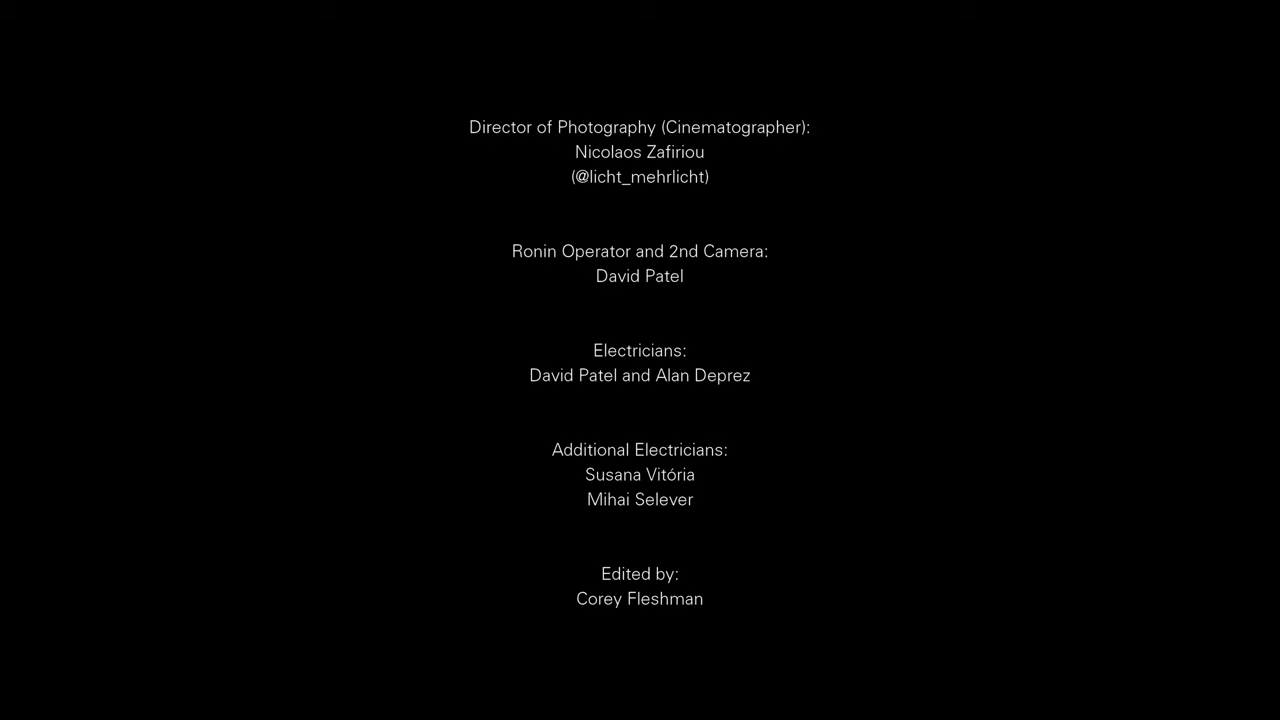 Director of Photography (Cinematographer):
Nicolaos Zafiriou
(@licht_mehrlicht)
Ronin Operator and 2nd Camera:
David Patel
Electricians:
David Patel and Alan Deprez
Additional Electricians:
Susana Vitória
Mihai Selever
Edited by:
Corey Fleshman